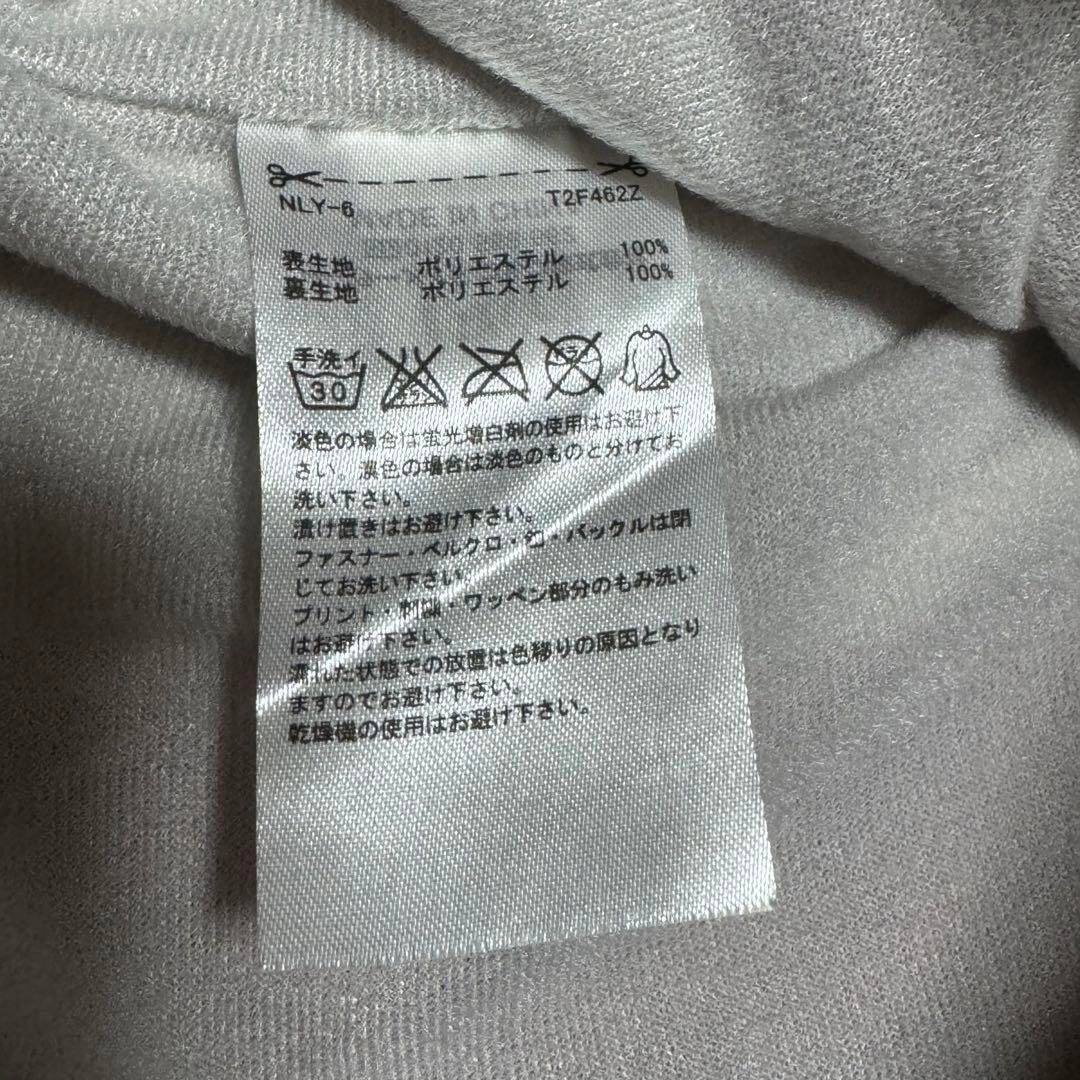 NLY-6 T2F462Z
表生地 ポリエステル 100%
裏生地 ポリエステル 100%
手洗イ
30
淡色の場合は蛍光増白剤の使用はお避け下
さい。濃色の場合は淡色のものと分けてお
洗い下さい。
漬け置きはお避け下さい。
ファスナー・ベルクロ・釦・バックルは閉
じてお洗い下さい。
プリント・刺繍・ワッペン部分のもみ洗い
はお避け下さい。
濡れた状態での放置は色移りの原因となり
ますのでお避け下さい。
乾燥機の使用はお避け下さい。